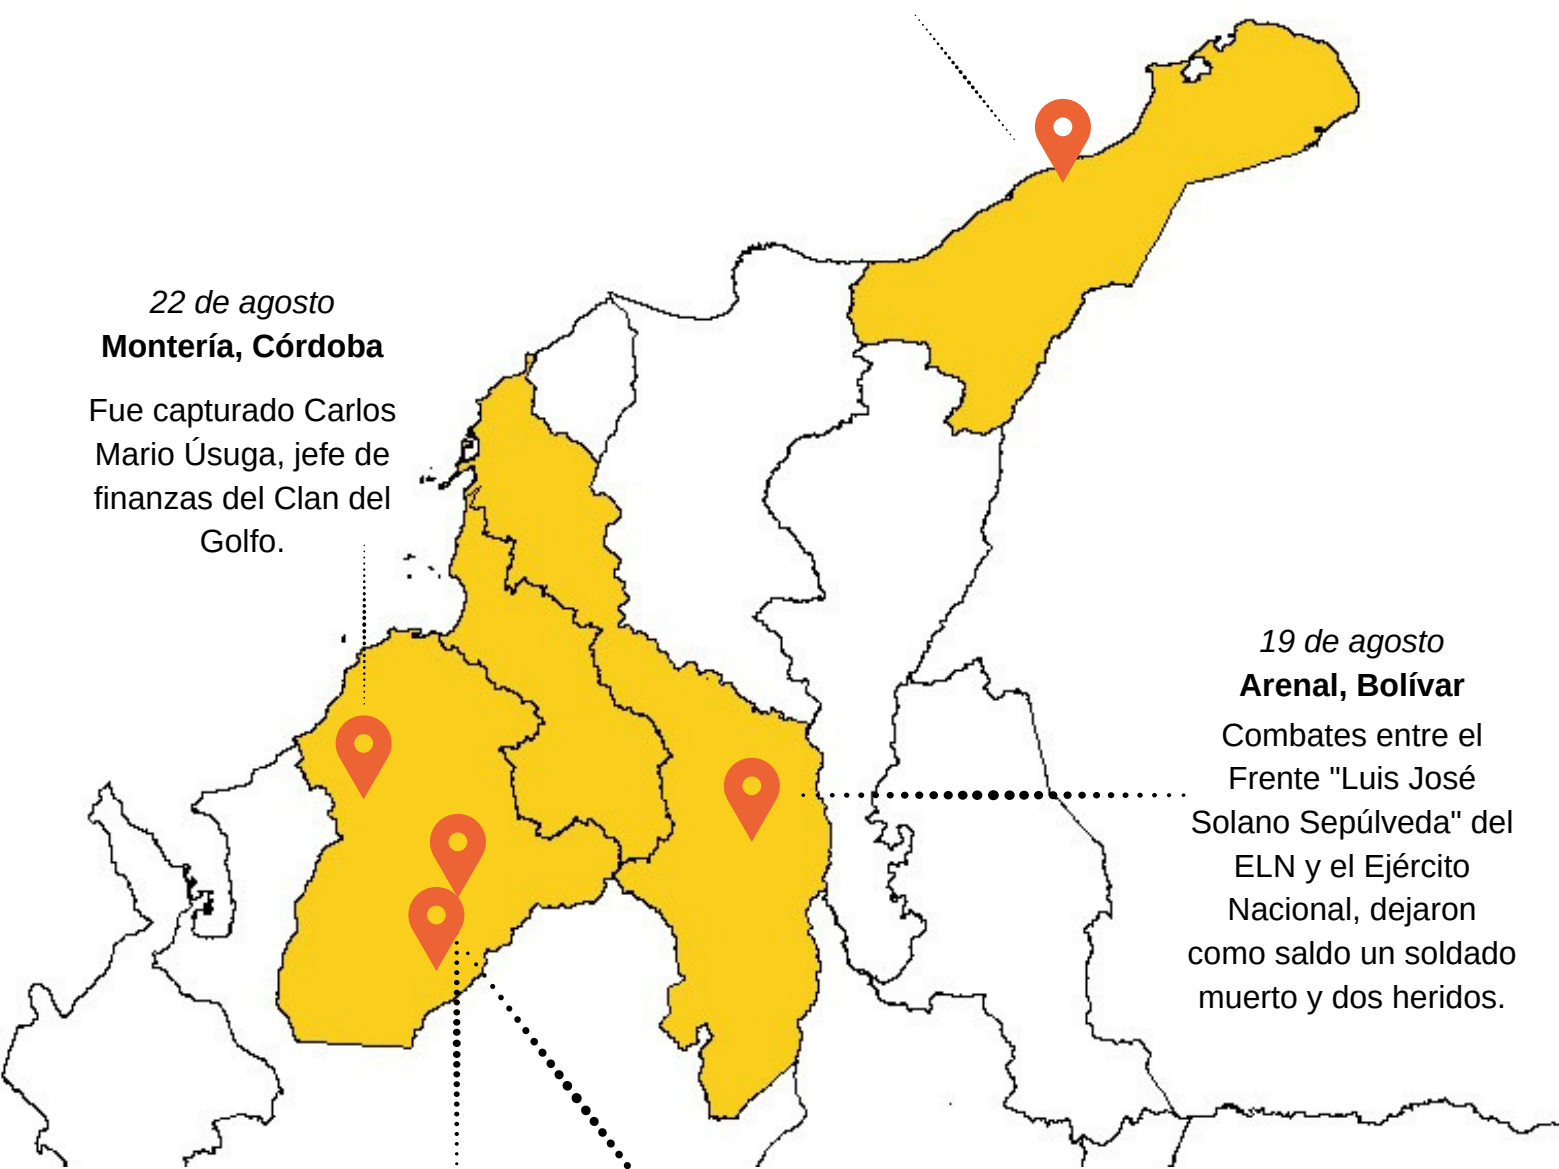 22 de agosto
Montería, Córdoba
Fue capturado Carlos
Mario Úsuga, jefe de
finanzas del Clan del
Golfo.
19 de agosto
Arenal, Bolívar
Combates entre el
Frente "Luis José
Solano Sepúlveda" del
ELN y el Ejército
Nacional, dejaron
como saldo un soldado
muerto y dos heridos.